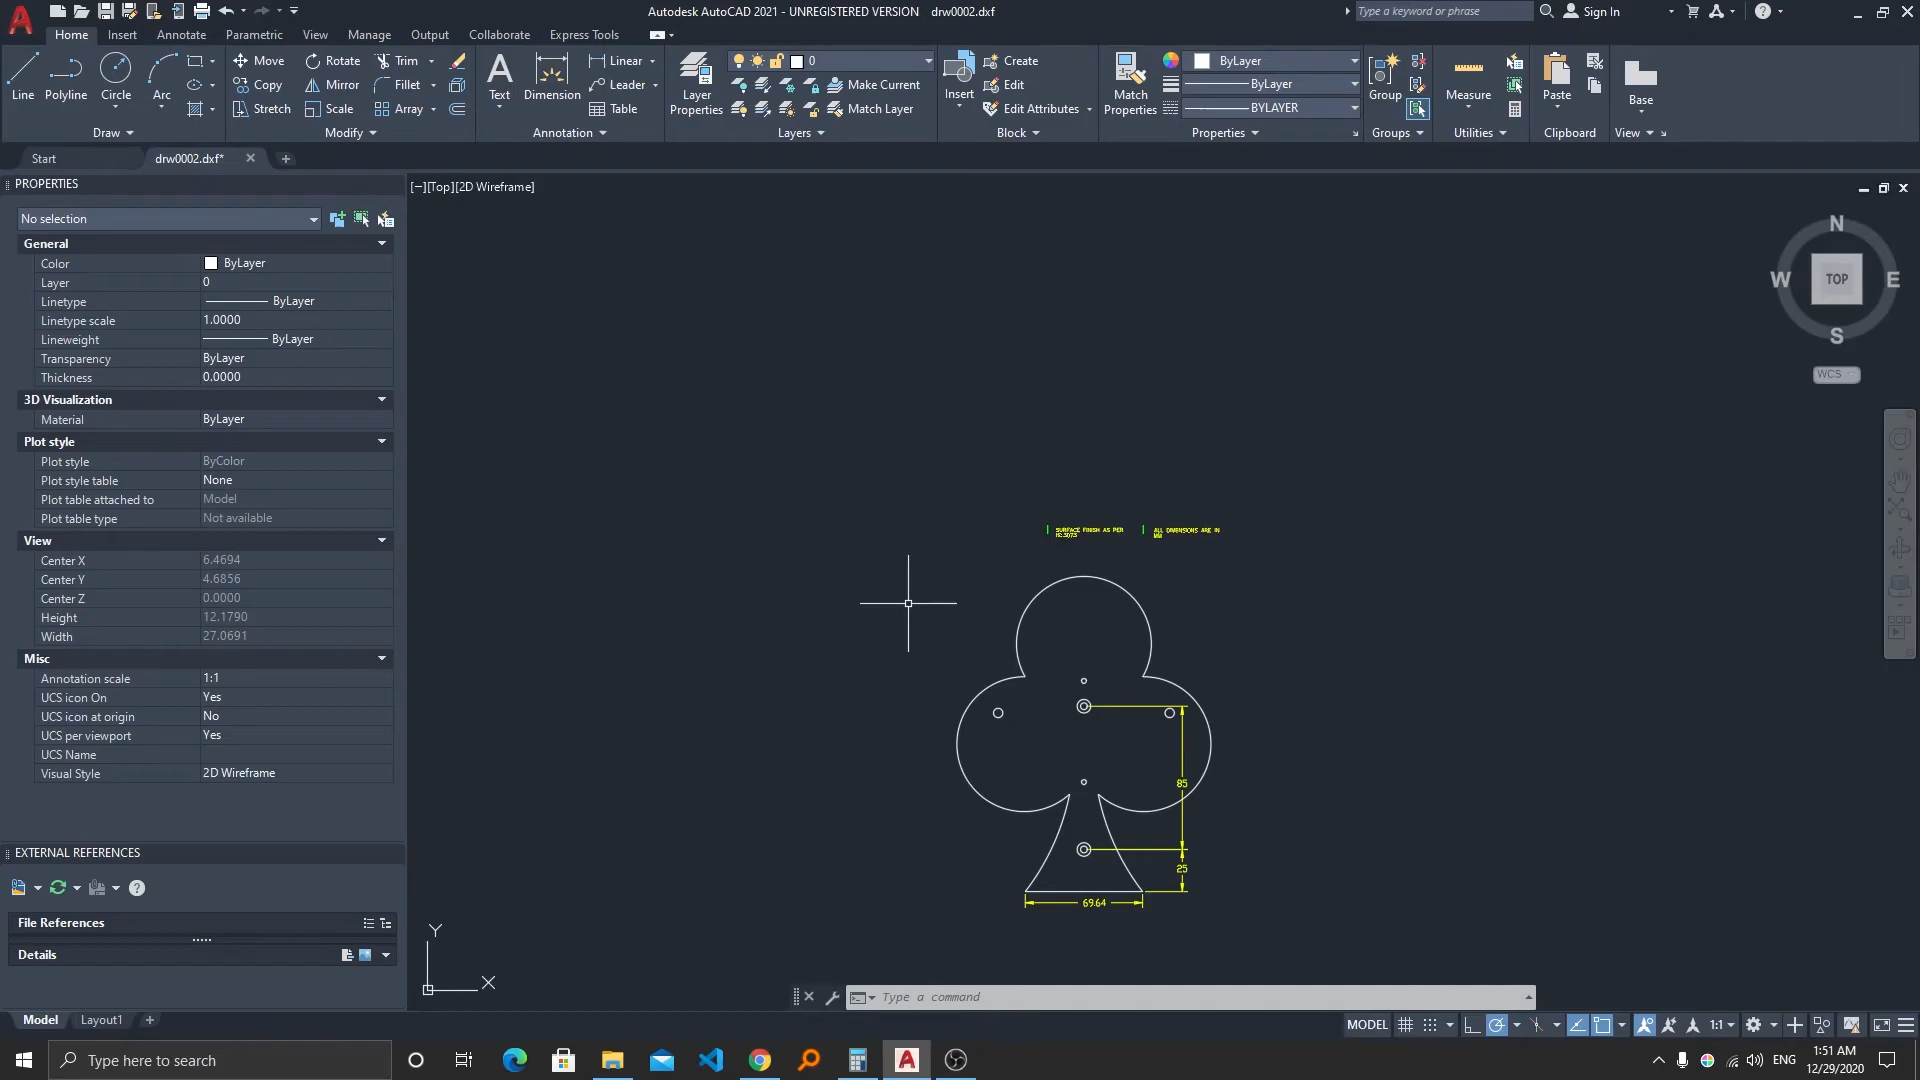 Autodesk AutoCAD 2021 - UNREGISTERED VERSION drw0002.dxf
Type a keyword or phrase
Sign In
Home Insert Annotate Parametric View Manage Output Collaborate Express Tools
Line Polyline Circle Arc
Draw
Move Rotate Trim
Copy Mirror Fillet
Stretch Scale Array
Modify
Text Dimension
Linear
Leader
Table
Annotation
Layer Properties
0
Make Current
Match Layer
Layers
Insert
Create
Edit
Edit Attributes
Block
Match Properties
ByLayer
ByLayer
BYLAYER
Properties
Group
Groups
Measure
Utilities
Paste
Clipboard
Base
View
Start drw0002.dxf*
PROPERTIES
No selection
General
Color ByLayer
Layer 0
Linetype ByLayer
Linetype scale 1.0000
Lineweight ByLayer
Transparency ByLayer
Thickness 0.0000
3D Visualization
Material ByLayer
Plot style
Plot style ByColor
Plot style table None
Plot table attached to Model
Plot table type Not available
View
Center X 6.4694
Center Y 4.6856
Center Z 0.0000
Height 12.1790
Width 27.0691
Misc
Annotation scale 1:1
UCS icon On Yes
UCS icon at origin No
UCS per viewport Yes
UCS Name
Visual Style 2D Wireframe
EXTERNAL REFERENCES
File References
Details
[−][Top][2D Wireframe]
N
W TOP E
S
WCS
SURFACE FINISH AS PER
ALL DIMENSIONS ARE IN
MM
85
25
69.64
Y
X
Type a command
Model Layout1
MODEL
1:1
Type here to search
ENG
1:51 AM
12/29/2020